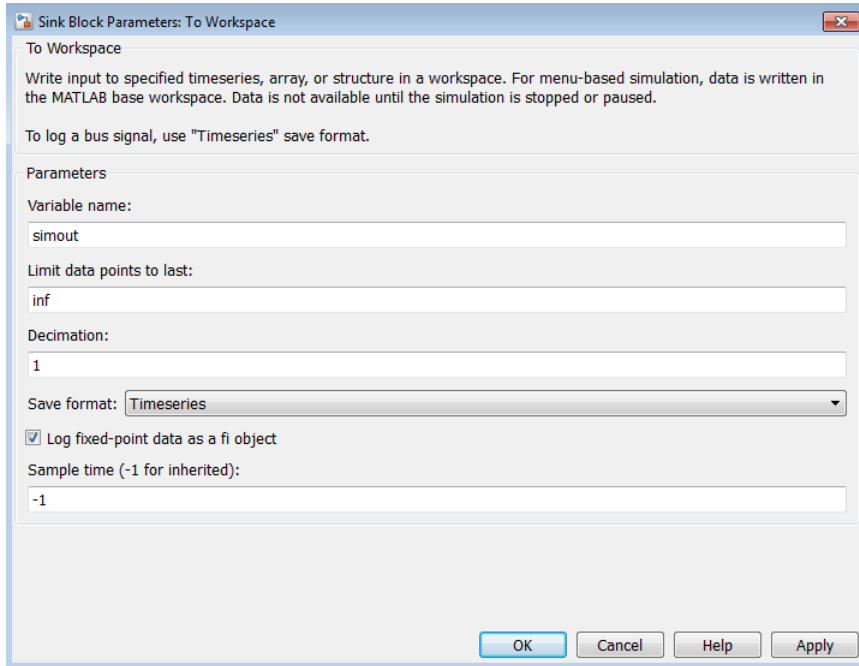 Sink Block Parameters: To Workspace
To Workspace
Write input to specified timeseries, array, or structure in a workspace. For menu-based simulation, data is written in
the MATLAB base workspace. Data is not available until the simulation is stopped or paused.
To log a bus signal, use "Timeseries" save format.
Parameters
Variable name:
simout
Limit data points to last:
inf
Decimation:
1
Save format: Timeseries
Log fixed-point data as a fi object
Sample time (-1 for inherited):
-1
OK Cancel Help Apply